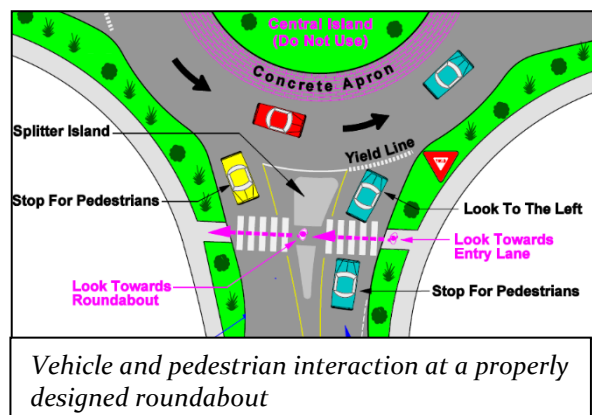 Central Island
(Do Not Use)
Concrete Apron
Splitter Island
Yield Line
Stop For Pedestrians
Look To The Left
Look Towards
Entry Lane
Look Towards
Roundabout
Stop For Pedestrians
Vehicle and pedestrian interaction at a properly
designed roundabout